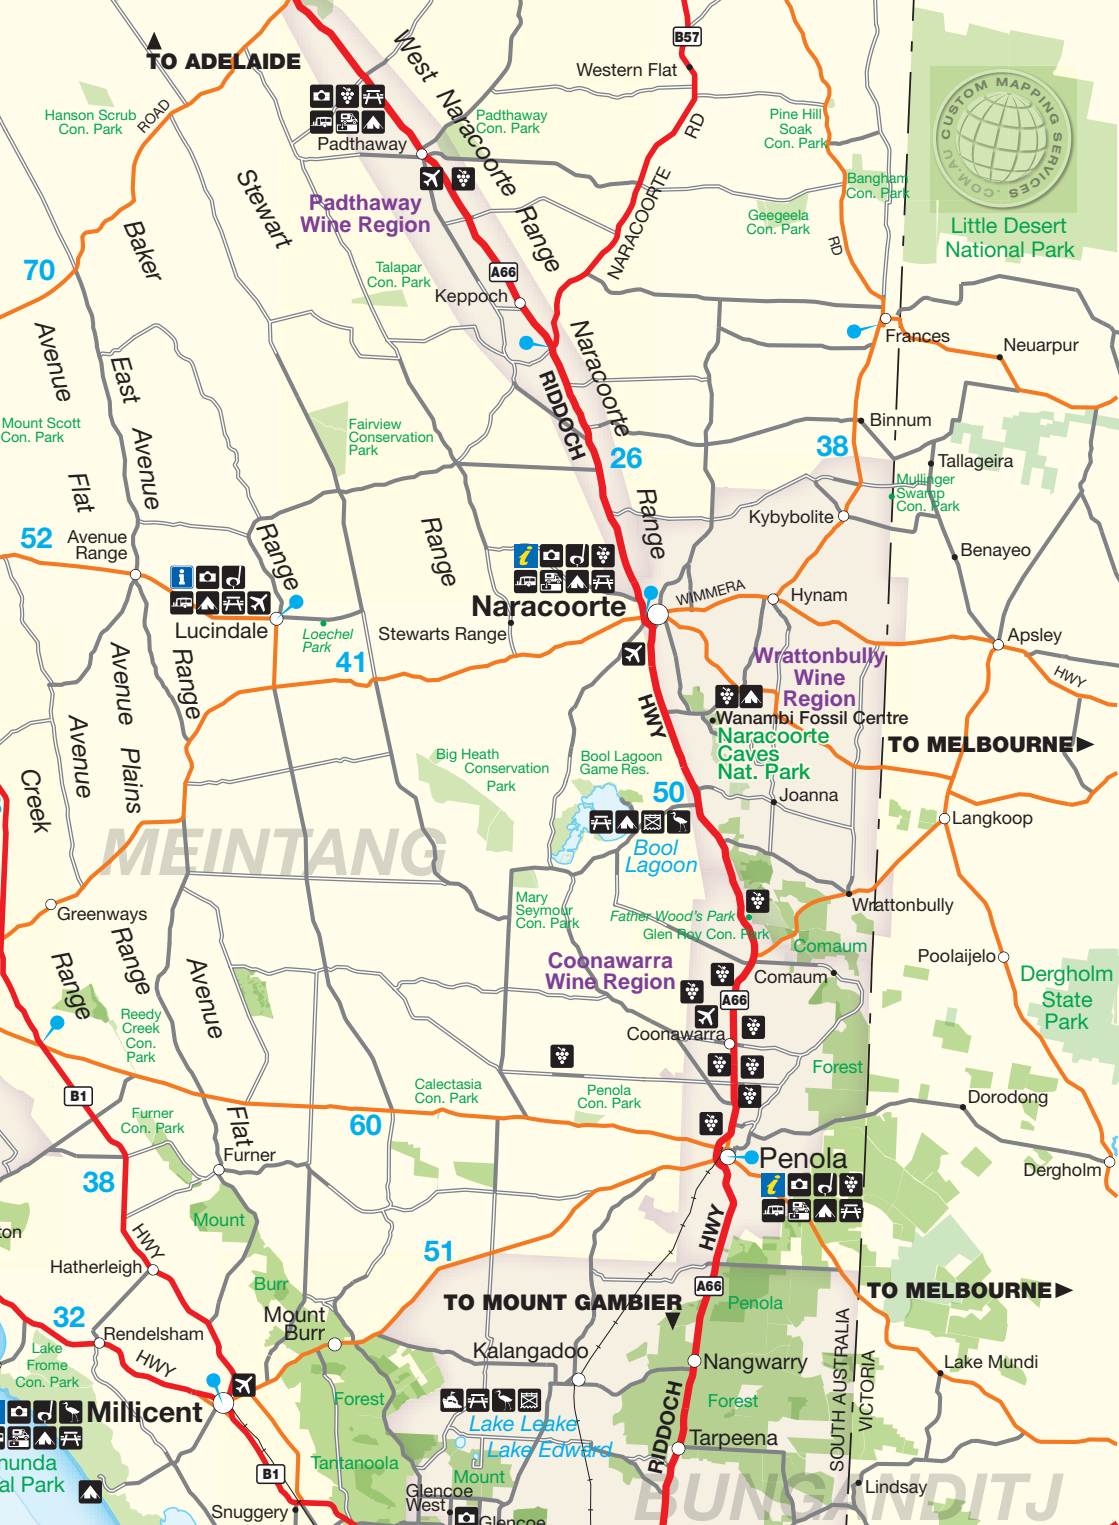 TO ADELAIDE
B57
Western Flat
West Naracoorte Range
CUSTOM MAPPING SERVICES .COM.AU
Hanson Scrub
Con. Park
ROAD
Padthaway
Padthaway
Con. Park
RD
Pine Hill
Soak
Con. Park
Bangham
Con. Park
Padthaway
Wine Region
Stewart
NARACOORTE
Geegeela
Con. Park
RD
Little Desert
National Park
Baker
70
Talapar
Con. Park
A66
Keppoch
Frances
Neuarpur
Avenue
Flat
East
Avenue
Naracoorte
Range
RIDDOCH
Mount Scott
Con. Park
Fairview
Conservation
Park
26
38
Binnum
Tallageira
Mullinger
Swamp
Con. Park
Kybybolite
Benayeo
52
Avenue
Range
Range
Range
Naracoorte
WIMMERA
Hynam
Lucindale
Loechel
Park
Stewarts Range
Apsley
41
HWY
Avenue
Plains
Range
HWY
Wrattonbully
Wine
Region
Wanambi Fossil Centre
Naracoorte
Caves
Nat. Park
TO MELBOURNE
Avenue
Creek
Big Heath
Conservation
Park
Bool Lagoon
Game Res.
50
Joanna
Langkoop
MEINTANG
Bool
Lagoon
Mary
Seymour
Con. Park
Father Wood's Park
Glen Roy Con. Park
Wrattonbully
Greenways
Range
Range
Avenue
Flat
Coonawarra
Wine Region
Comaum
Comaum
Poolaijelo
Dergholm
State
Park
A66
Reedy
Creek
Con.
Park
Coonawarra
Forest
B1
Calectasia
Con. Park
Penola
Con. Park
Dorodong
Furner
Con. Park
60
Furner
Penola
Dergholm
38
ton
Mount
HWY
HWY
51
Hatherleigh
Burr
A66
TO MELBOURNE
TO MOUNT GAMBIER
Penola
32
Mount
Burr
Rendelsham
Lake
Frome
Con. Park
HWY
Kalangadoo
Nangwarry
Lake Mundi
SOUTH AUSTRALIA
VICTORIA
Forest
Forest
Millicent
Lake Leake
Lake Edward
RIDDOCH
Tarpeena
nunda
al Park
B1
Tantanoola
Mount
Glencoe
West
BUNGANDITJ
Lindsay
Snuggery
Glencoe